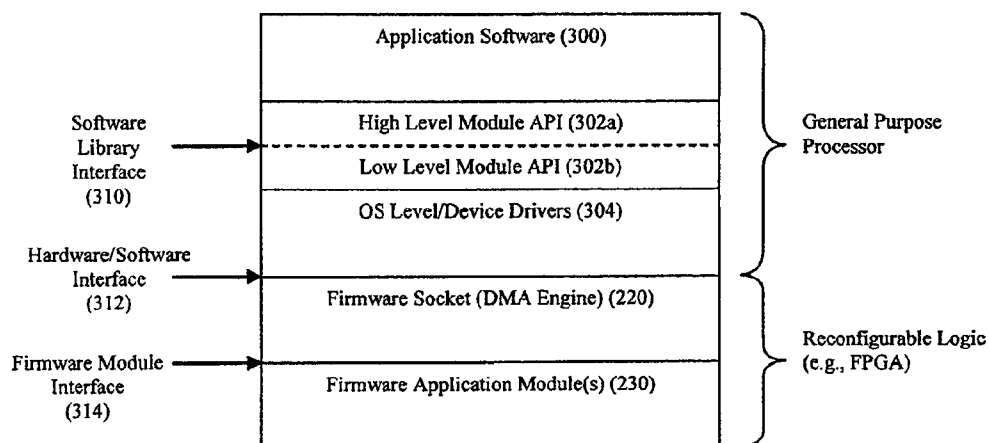 Application Software (300)
High Level Module API (302a)
Low Level Module API (302b)
OS Level/Device Drivers (304)
Firmware Socket (DMA Engine) (220)
Firmware Application Module(s) (230)
Software
Library
Interface
(310)
Hardware/Software
Interface
(312)
Firmware Module
Interface
(314)
General Purpose
Processor
Reconfigurable Logic
(e.g., FPGA)